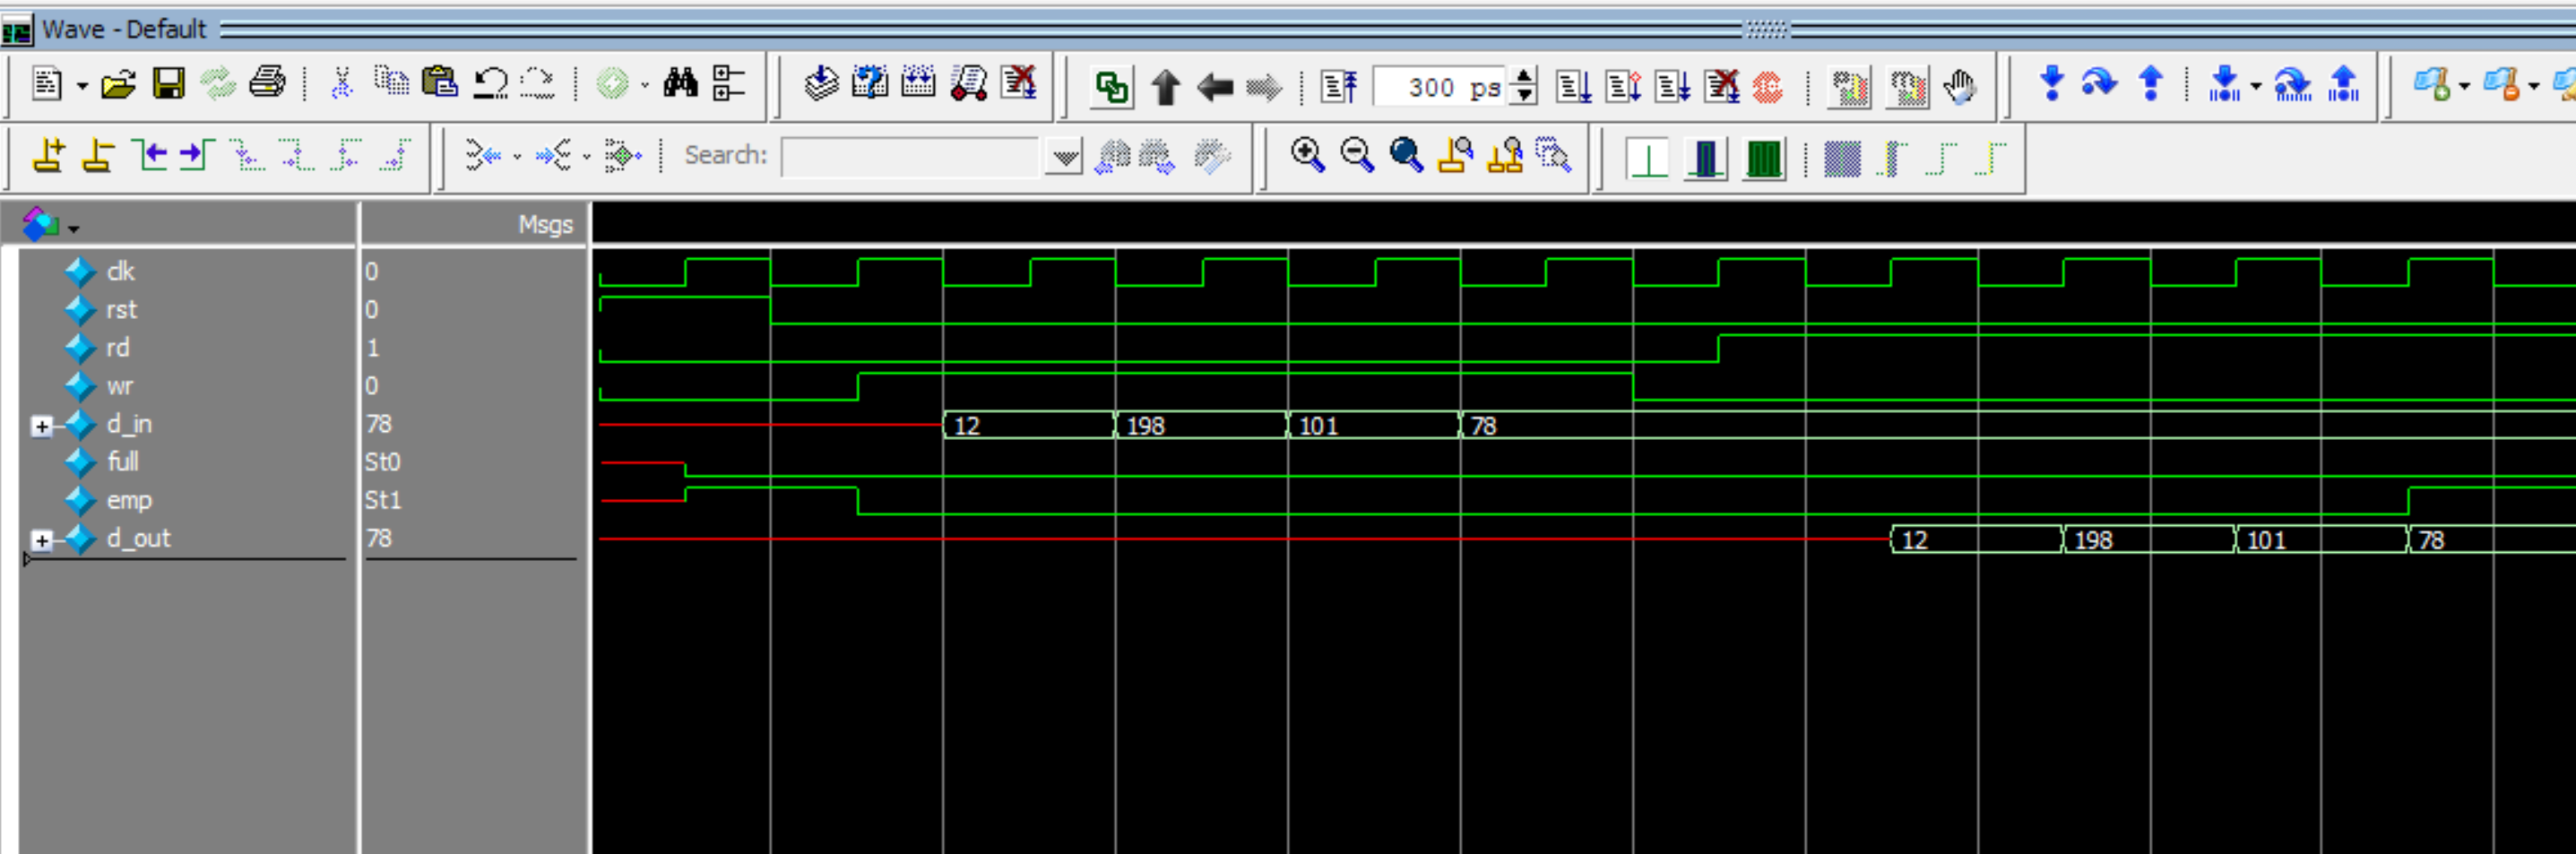 Wave - Default
300 ps
Search:
Msgs
clk 0
rst 0
rd 1
wr 0
d_in 78 12 198 101 78
full St0
emp St1
d_out 78 12 198 101 78